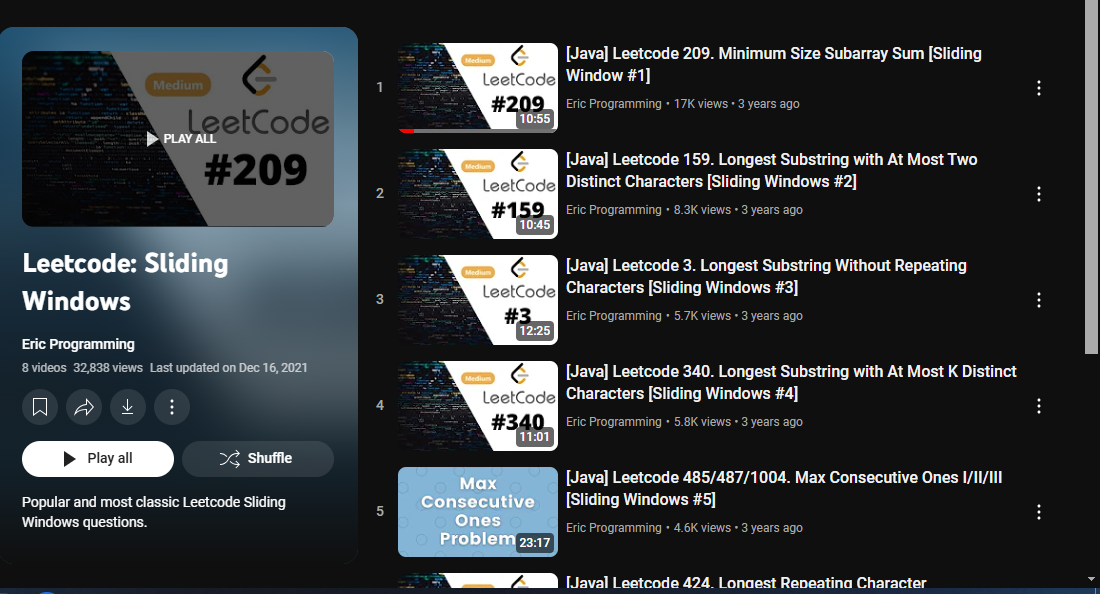 Medium
LeetCode
PLAY ALL
#209
Leetcode: Sliding
Windows
Eric Programming
8 videos 32,838 views Last updated on Dec 16, 2021
Play all
Shuffle
Popular and most classic Leetcode Sliding
Windows questions.
1
Medium
LeetCode
#209
10:55
[Java] Leetcode 209. Minimum Size Subarray Sum [Sliding
Window #1]
Eric Programming • 17K views • 3 years ago
2
Medium
LeetCode
#159
10:45
[Java] Leetcode 159. Longest Substring with At Most Two
Distinct Characters [Sliding Windows #2]
Eric Programming • 8.3K views • 3 years ago
3
Medium
LeetCode
#3
12:25
[Java] Leetcode 3. Longest Substring Without Repeating
Characters [Sliding Windows #3]
Eric Programming • 5.7K views • 3 years ago
4
Medium
LeetCode
#340
11:01
[Java] Leetcode 340. Longest Substring with At Most K Distinct
Characters [Sliding Windows #4]
Eric Programming • 5.8K views • 3 years ago
5
Max
Consecutive
Ones
Problem
23:17
[Java] Leetcode 485/487/1004. Max Consecutive Ones I/II/III
[Sliding Windows #5]
Eric Programming • 4.6K views • 3 years ago
[Java] Leetcode 424. Longest Repeating Character